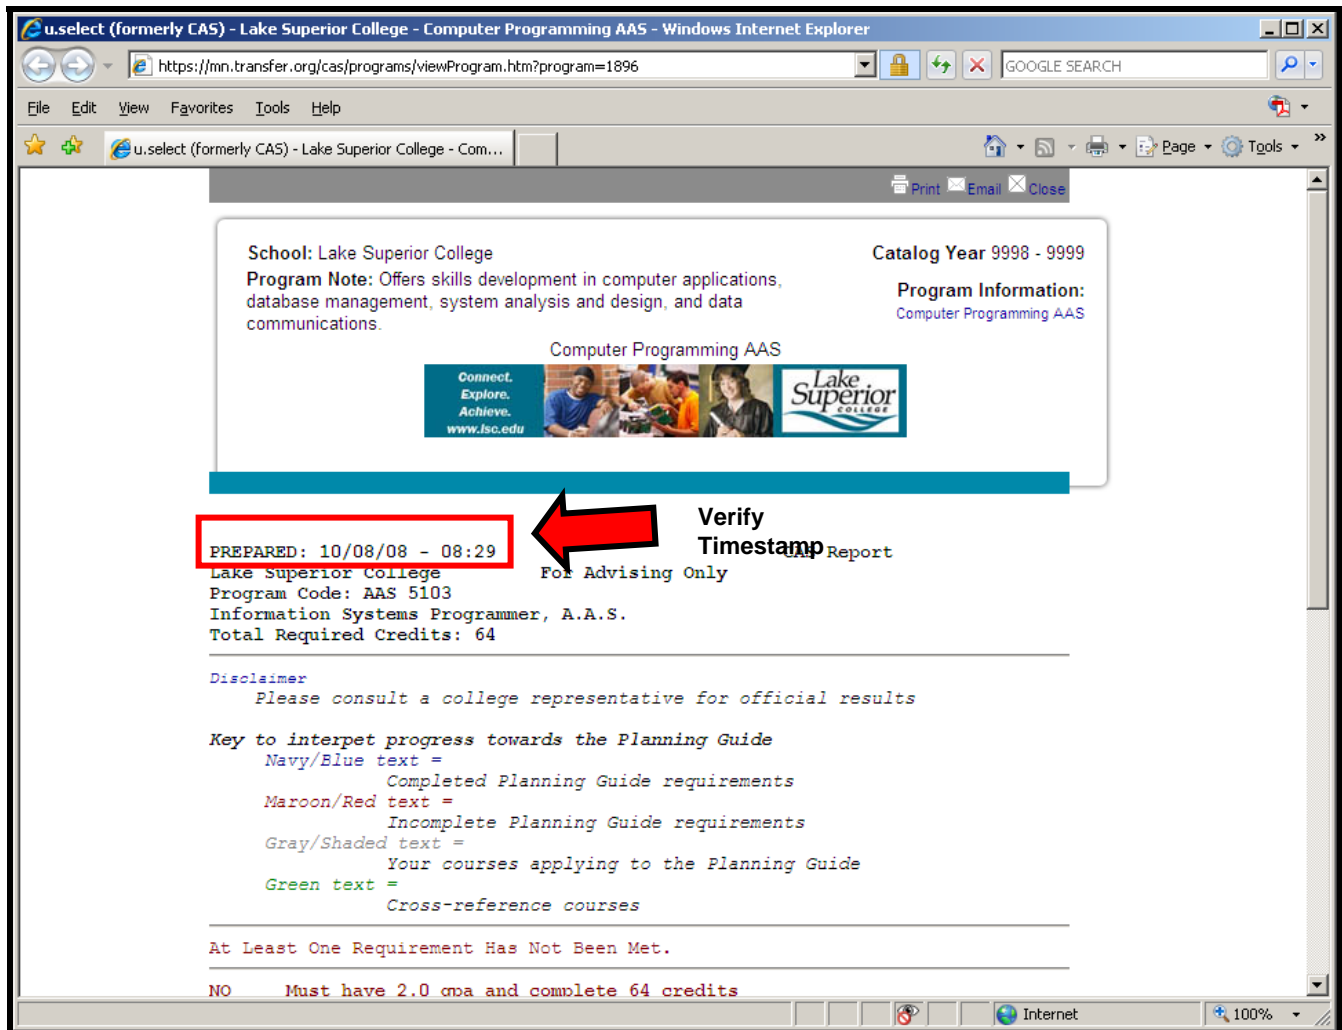 u.select (formerly CAS) - Lake Superior College - Computer Programming AAS - Windows Internet Explorer
https://mn.transfer.org/cas/programs/viewProgram.htm?program=1896
GOOGLE SEARCH
File Edit View Favorites Tools Help
u.select (formerly CAS) - Lake Superior College - Com...
Page Tools »
Print Email Close
School: Lake Superior College
Catalog Year 9998 - 9999
Program Note: Offers skills development in computer applications,
database management, system analysis and design, and data
communications.
Program Information:
Computer Programming AAS
Computer Programming AAS
Connect.
Explore.
Achieve.
www.lsc.edu
Lake
Superior
COLLEGE
Verify
Timestamp
PREPARED: 10/08/08 - 08:29 CAS Report
Lake Superior College For Advising Only
Program Code: AAS 5103
Information Systems Programmer, A.A.S.
Total Required Credits: 64
Disclaimer
Please consult a college representative for official results
Key to interpet progress towards the Planning Guide
Navy/Blue text =
Completed Planning Guide requirements
Maroon/Red text =
Incomplete Planning Guide requirements
Gray/Shaded text =
Your courses applying to the Planning Guide
Green text =
Cross-reference courses
At Least One Requirement Has Not Been Met.
NO Must have 2.0 gpa and complete 64 credits
Internet
100%